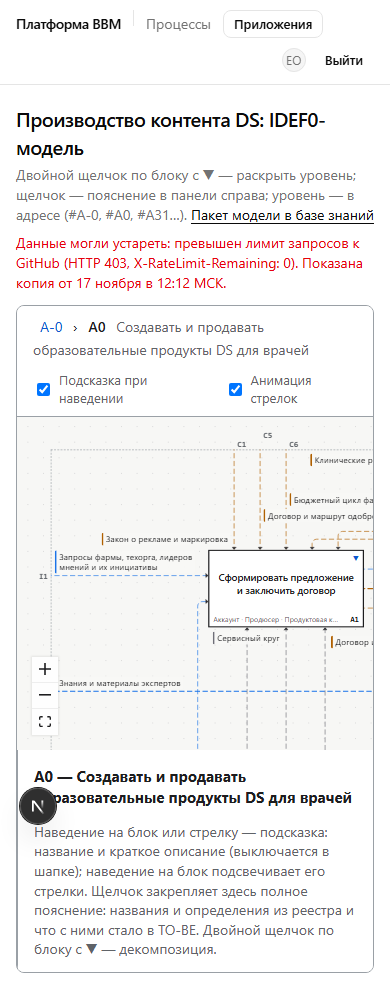 Платформа BBM
Процессы
Приложения
EO
Выйти
Производство контента DS: IDEF0-
модель
Двойной щелчок по блоку с ▼ — раскрыть уровень;
щелчок — пояснение в панели справа; уровень — в
адресе (#A-0, #A0, #A31…). Пакет модели в базе знаний
Данные могли устареть: превышен лимит запросов к
GitHub (HTTP 403, X-RateLimit-Remaining: 0). Показана
копия от 17 ноября в 12:12 МСК.
A-0 › A0 Создавать и продавать
образовательные продукты DS для врачей
Подсказка при
наведении
Анимация
стрелок
C5
C1
C6
Клинические р
Бюджетный цикл фа
Договор и маршрут одобре
Закон о рекламе и маркировка
Запросы фармы, техорга, лидеров
мнений и их инициативы
I1
▼
Сформировать предложение
и заключить договор
Аккаунт · Продюсер · Продуктовая к… A1
Сервисный круг
Договор
Знания и материалы экспертов
+
−
A0 — Создавать и продавать
разовательные продукты DS для врачей
N
Наведение на блок или стрелку — подсказка:
название и краткое описание (выключается в
шапке); наведение на блок подсвечивает его
стрелки. Щелчок закрепляет здесь полное
пояснение: названия и определения из реестра и
что с ними стало в TO-BE. Двойной щелчок по
блоку с ▼ — декомпозиция.